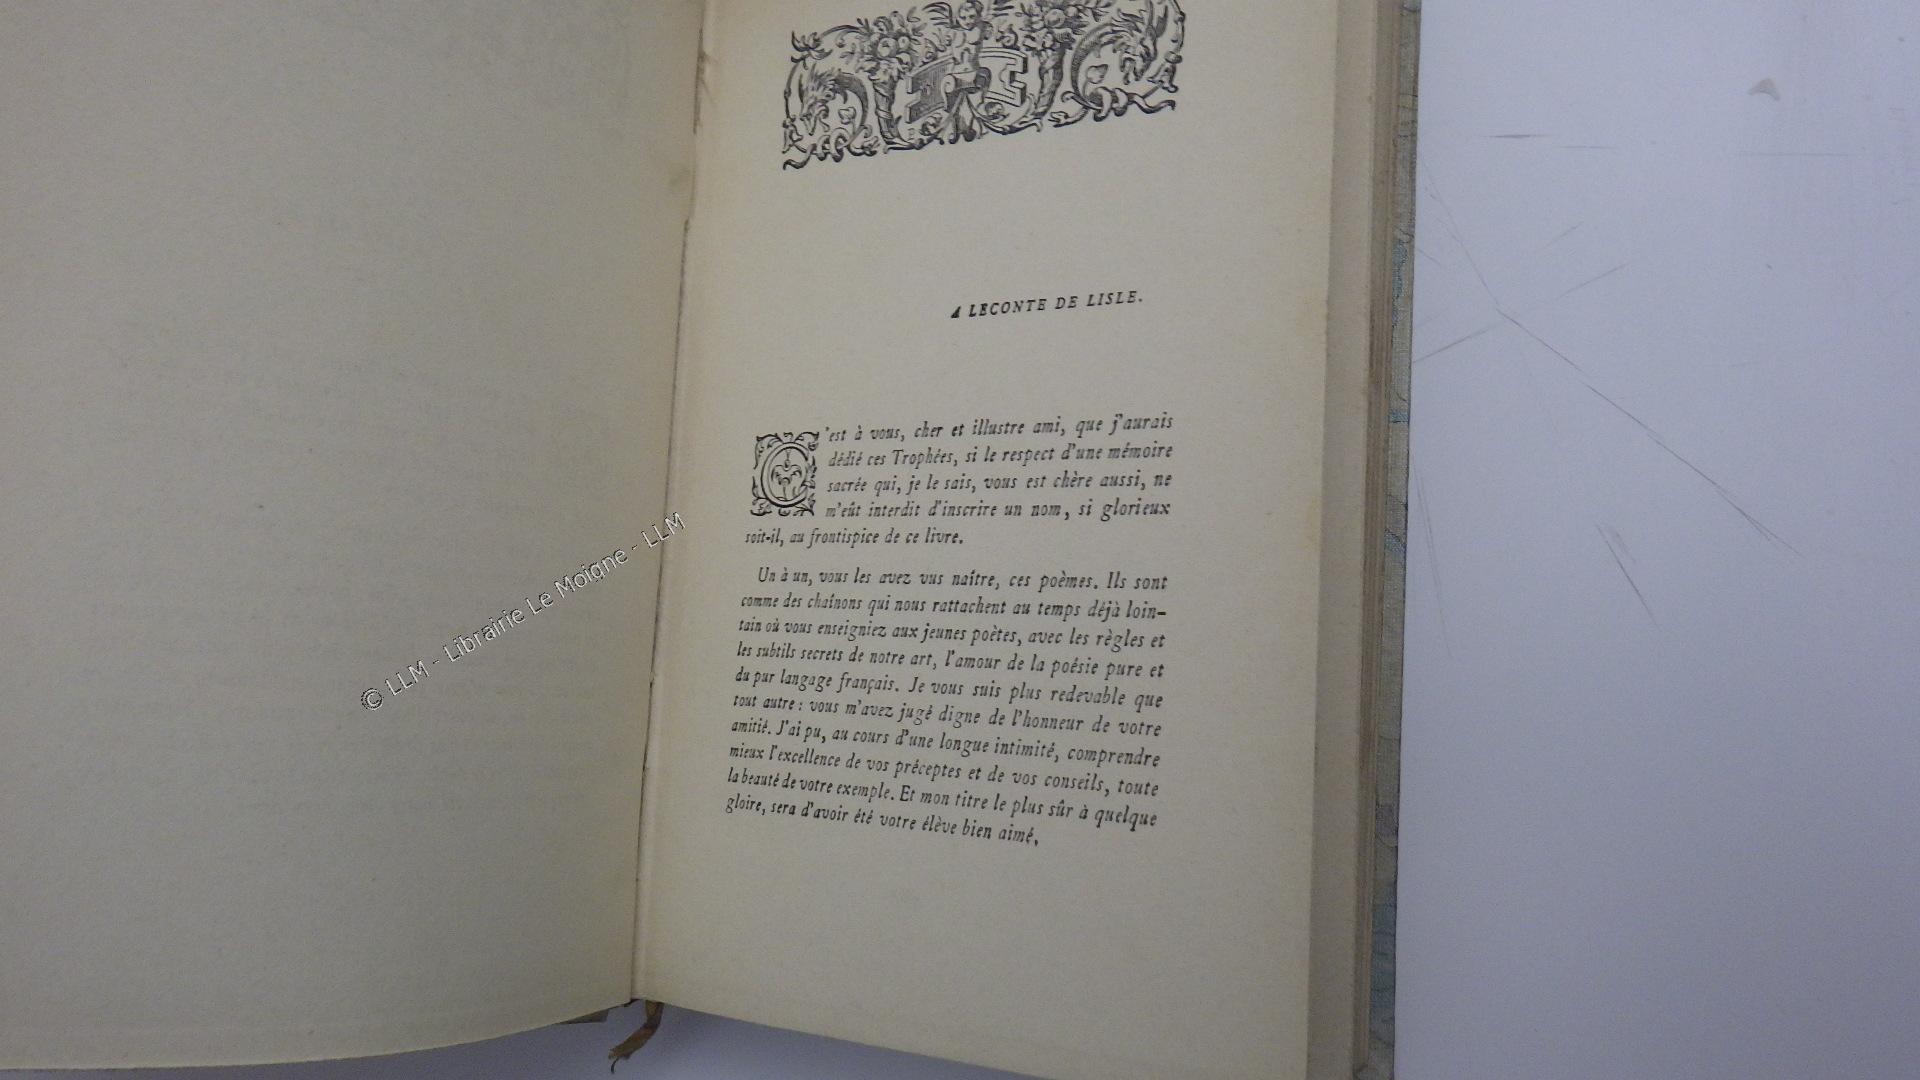 A LECONTE DE LISLE.
C'est à vous, cher et illustre ami, que j'aurais
dédié ces Trophées, si le respect d'une mémoire
sacrée qui, je le sais, vous est chère aussi, ne
m'eût interdit d'inscrire un nom, si glorieux
soit-il, au frontispice de ce livre.
Un à un, vous les avez vus naître, ces poèmes. Ils sont
comme des chaînons qui nous rattachent au temps déjà loin-
tain où vous enseigniez aux jeunes poètes, avec les règles et
les subtils secrets de notre art, l'amour de la poésie pure et
du pur langage français. Je vous suis plus redevable que
tout autre : vous m'avez jugé digne de l'honneur de votre
amitié. J'ai pu, au cours d'une longue intimité, comprendre
mieux l'excellence de vos préceptes et de vos conseils, toute
la beauté de votre exemple. Et mon titre le plus sûr à quelque
gloire, sera d'avoir été votre élève bien aimé.
© LLM - Librairie Le Moigne - LLM